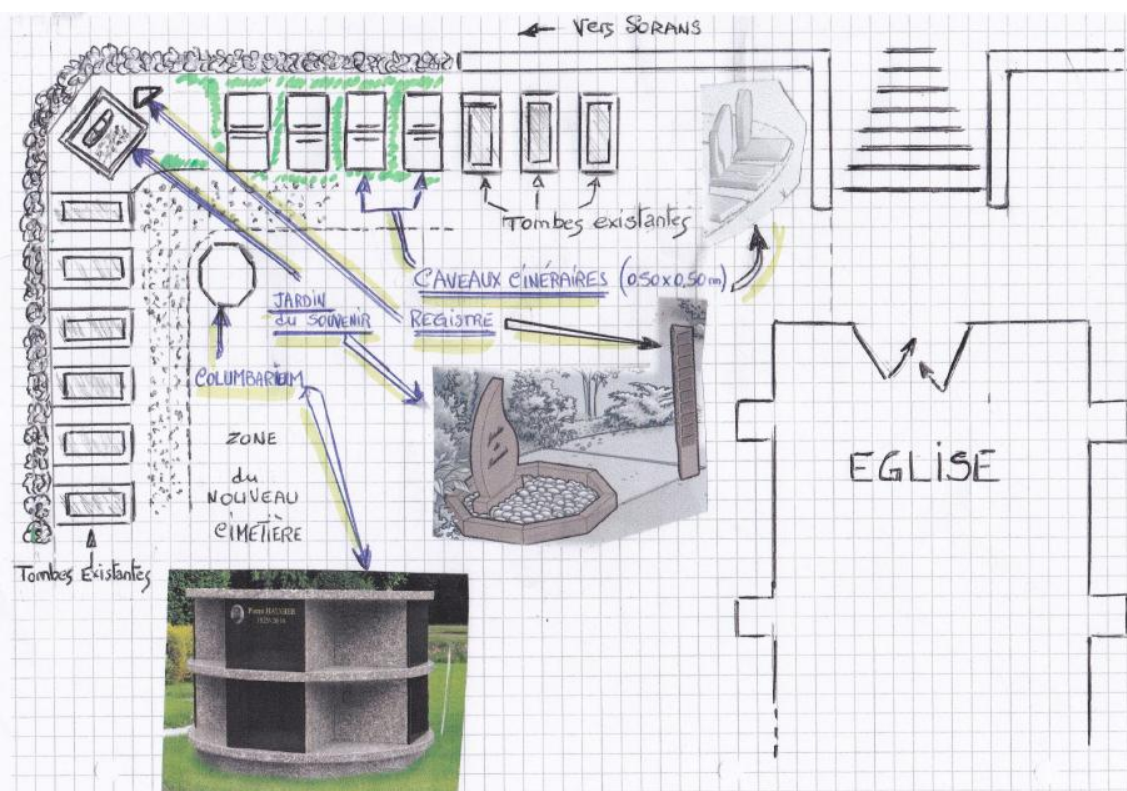 ← Vers SORANS
Tombes existantes
CAVEAUX CINÉRAIRES (0,50 x 0,50 m)
JARDIN
du SOUVENIR
REGISTRE
COLUMBARIUM
ZONE
du
NOUVEAU
CIMETIÈRE
EGLISE
Tombes Existantes